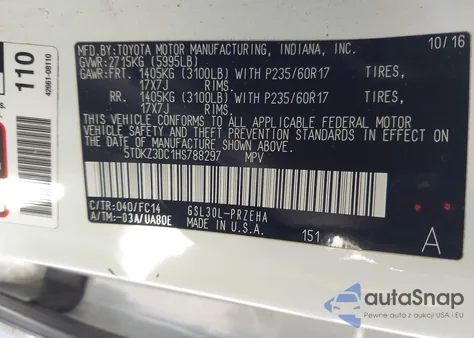 110
42661-08110
MFD. BY: TOYOTA MOTOR MANUFACTURING, INDIANA, INC. 10/16
GVWR: 2715KG (5995LB)
GAWR: FRT. 1405KG (3100LB) WITH P235/60R17 TIRES,
17X7J RIMS.
RR. 1405KG (3100LB) WITH P235/60R17 TIRES,
17X7J RIMS.
THIS VEHICLE CONFORMS TO ALL APPLICABLE FEDERAL MOTOR
VEHICLE SAFETY AND THEFT PREVENTION STANDARDS IN EFFECT
ON THE DATE OF MANUFACTURE SHOWN ABOVE.
5TDKZ3DC1HS788297 MPV
C/TR: 040/FC14 GSL30L-PRZEHA
A/TM: -03A/UA80E MADE IN U.S.A. 151 A
autoSnap
Pewne auta z aukcji USA i EU